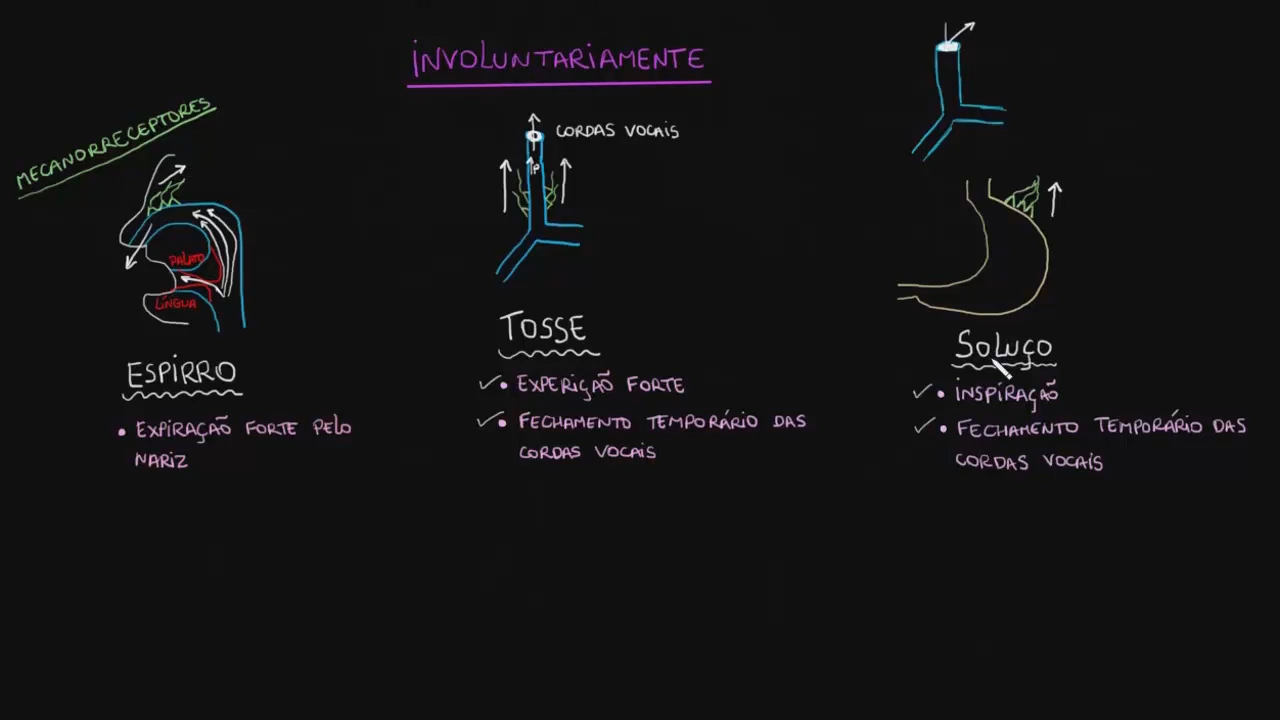 INVOLUNTARIAMENTE
MECANORRECEPTORES
PALATO
LÍNGUA
ESPIRRO
• EXPIRAÇÃO FORTE PELO
NARIZ
CORDAS VOCAIS
P
TOSSE
• EXPERIÇÃO FORTE
• FECHAMENTO TEMPORÁRIO DAS
CORDAS VOCAIS
SOLUÇO
• INSPIRAÇÃO
• FECHAMENTO TEMPORÁRIO DAS
CORDAS VOCAIS